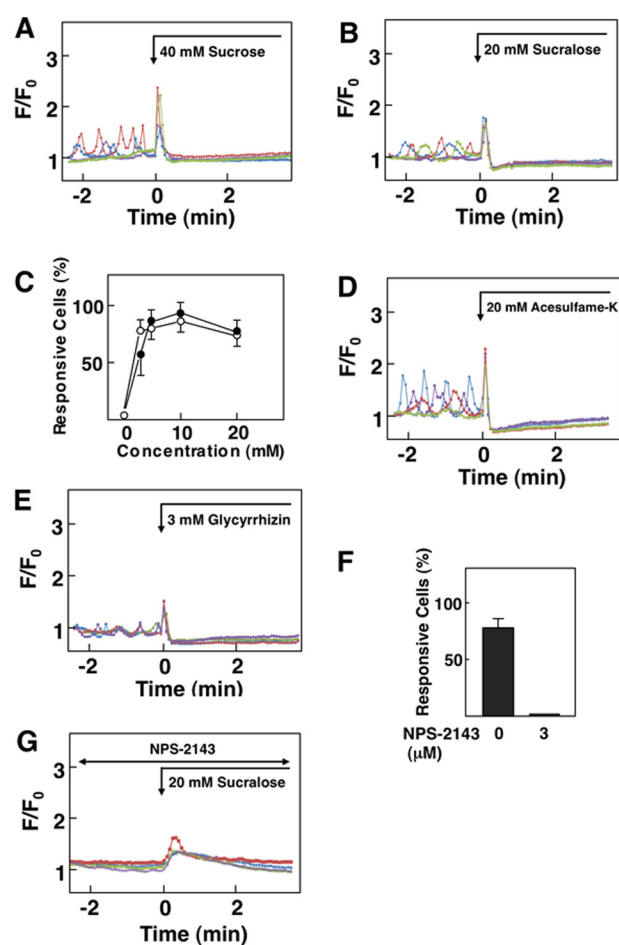 A
40 mM Sucrose
F/F0
3
2
1
-2 0 2
Time (min)
B
20 mM Sucralose
F/F0
3
2
1
-2 0 2
Time (min)
C
Responsive Cells (%)
100
50
0 10 20
Concentration (mM)
D
20 mM Acesulfame-K
F/F0
3
2
1
-2 0 2
Time (min)
E
3 mM Glycyrrhizin
F/F0
3
2
1
-2 0 2
Time (min)
F
Responsive Cells (%)
100
50
NPS-2143 0 3
(μM)
G
NPS-2143
20 mM Sucralose
F/F0
3
2
1
-2 0 2
Time (min)